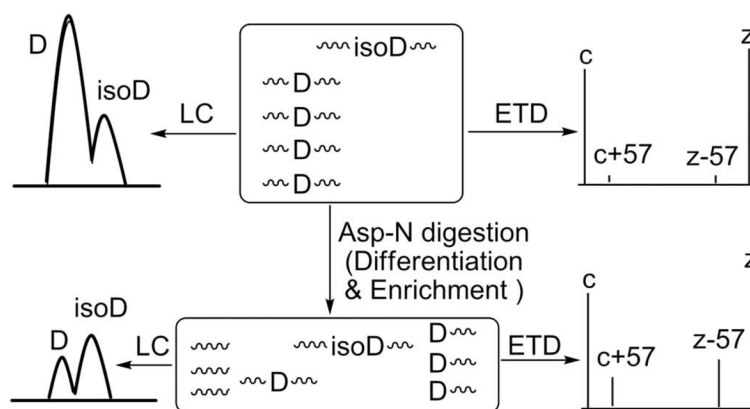 D
isoD
LC
isoD
D
D
D
D
ETD
c
c+57
z-57
z
Asp-N digestion
(Differentiation
& Enrichment )
D
isoD
LC
isoD
D
D
D
D
ETD
c
c+57
z-57
z